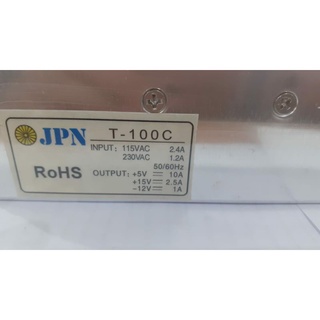 JPN T-100C
INPUT: 115VAC 2.4A
230VAC 1.2A
50/60Hz
RoHS
OUTPUT: +5V ⎓ 10A
+15V ⎓ 2.5A
-12V ⎓ 1A